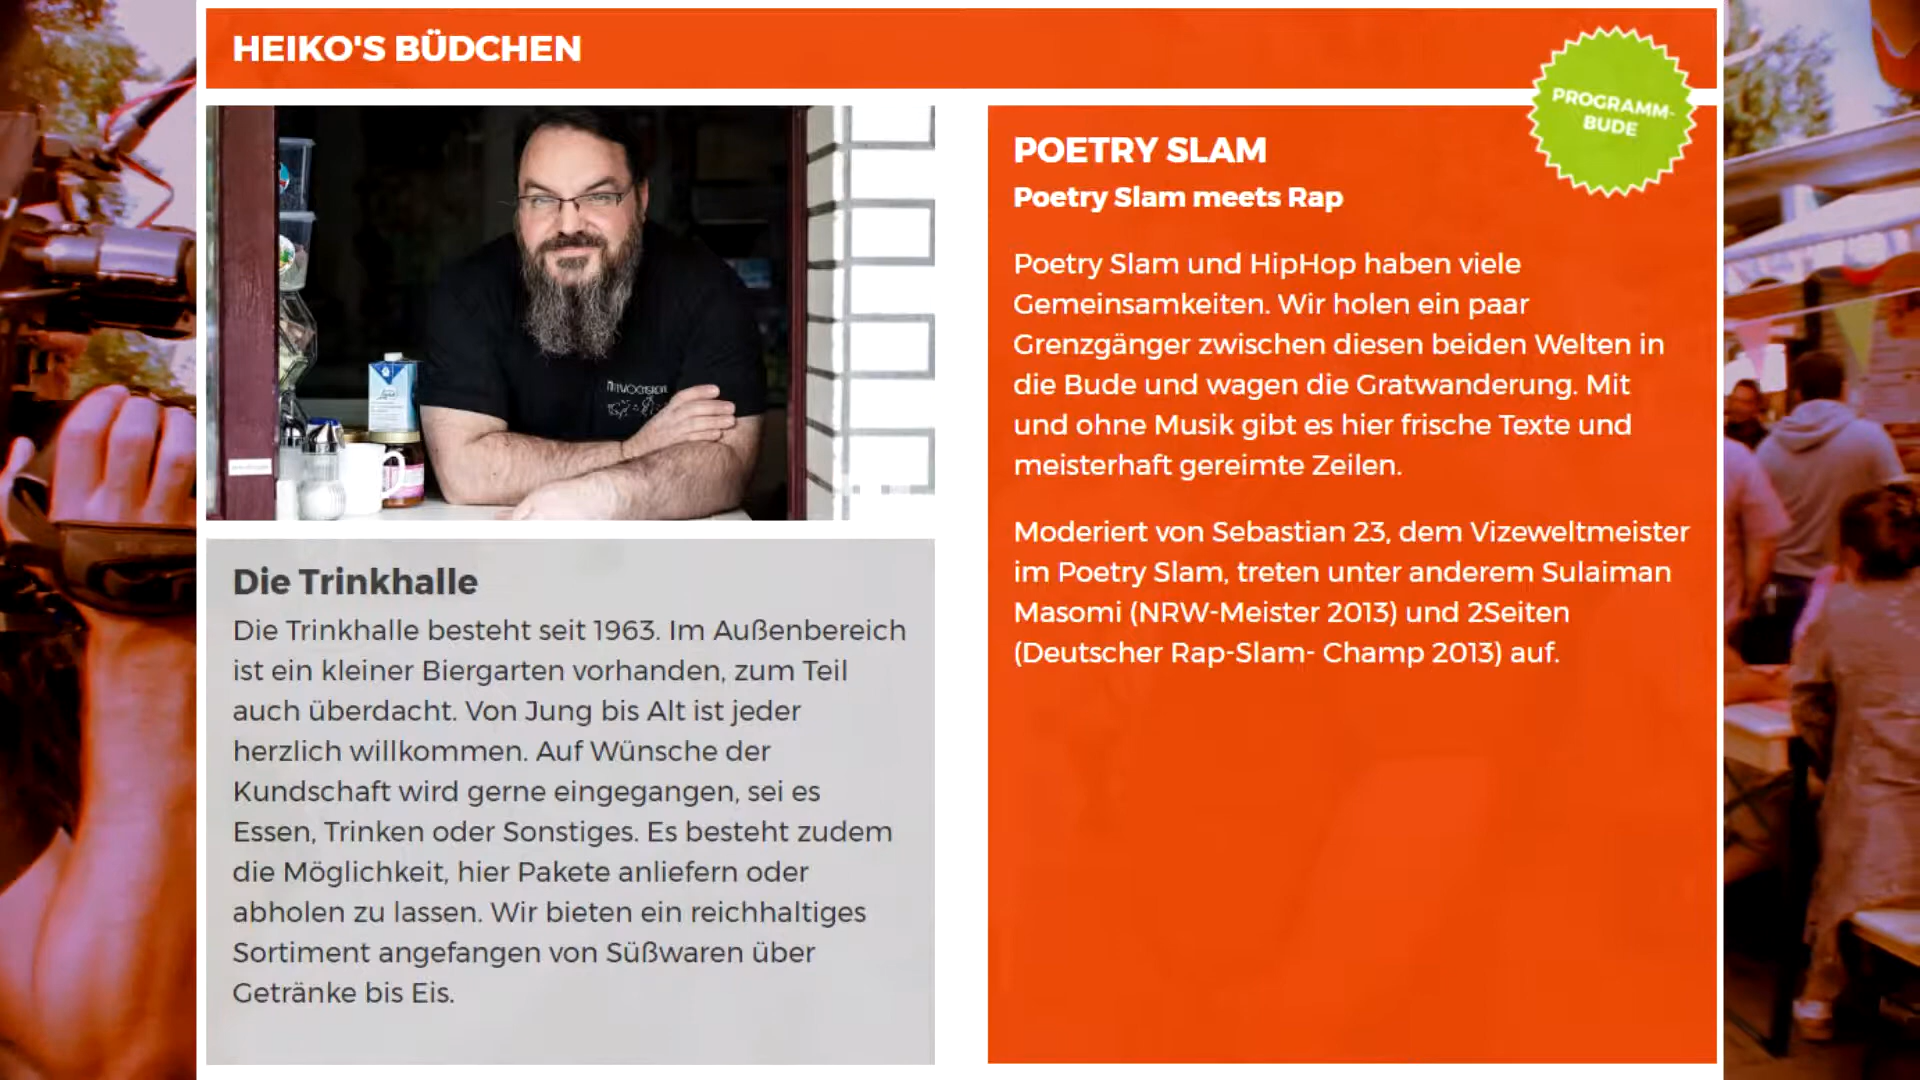 HEIKO'S BÜDCHEN
PROGRAMM-
BUDE
POETRY SLAM
Poetry Slam meets Rap
Poetry Slam und HipHop haben viele
Gemeinsamkeiten. Wir holen ein paar
Grenzgänger zwischen diesen beiden Welten in
die Bude und wagen die Gratwanderung. Mit
und ohne Musik gibt es hier frische Texte und
meisterhaft gereimte Zeilen.
Moderiert von Sebastian 23, dem Vizeweltmeister
im Poetry Slam, treten unter anderem Sulaiman
Masomi (NRW-Meister 2013) und 2Seiten
(Deutscher Rap-Slam- Champ 2013) auf.
Die Trinkhalle
Die Trinkhalle besteht seit 1963. Im Außenbereich
ist ein kleiner Biergarten vorhanden, zum Teil
auch überdacht. Von Jung bis Alt ist jeder
herzlich willkommen. Auf Wünsche der
Kundschaft wird gerne eingegangen, sei es
Essen, Trinken oder Sonstiges. Es besteht zudem
die Möglichkeit, hier Pakete anliefern oder
abholen zu lassen. Wir bieten ein reichhaltiges
Sortiment angefangen von Süßwaren über
Getränke bis Eis.